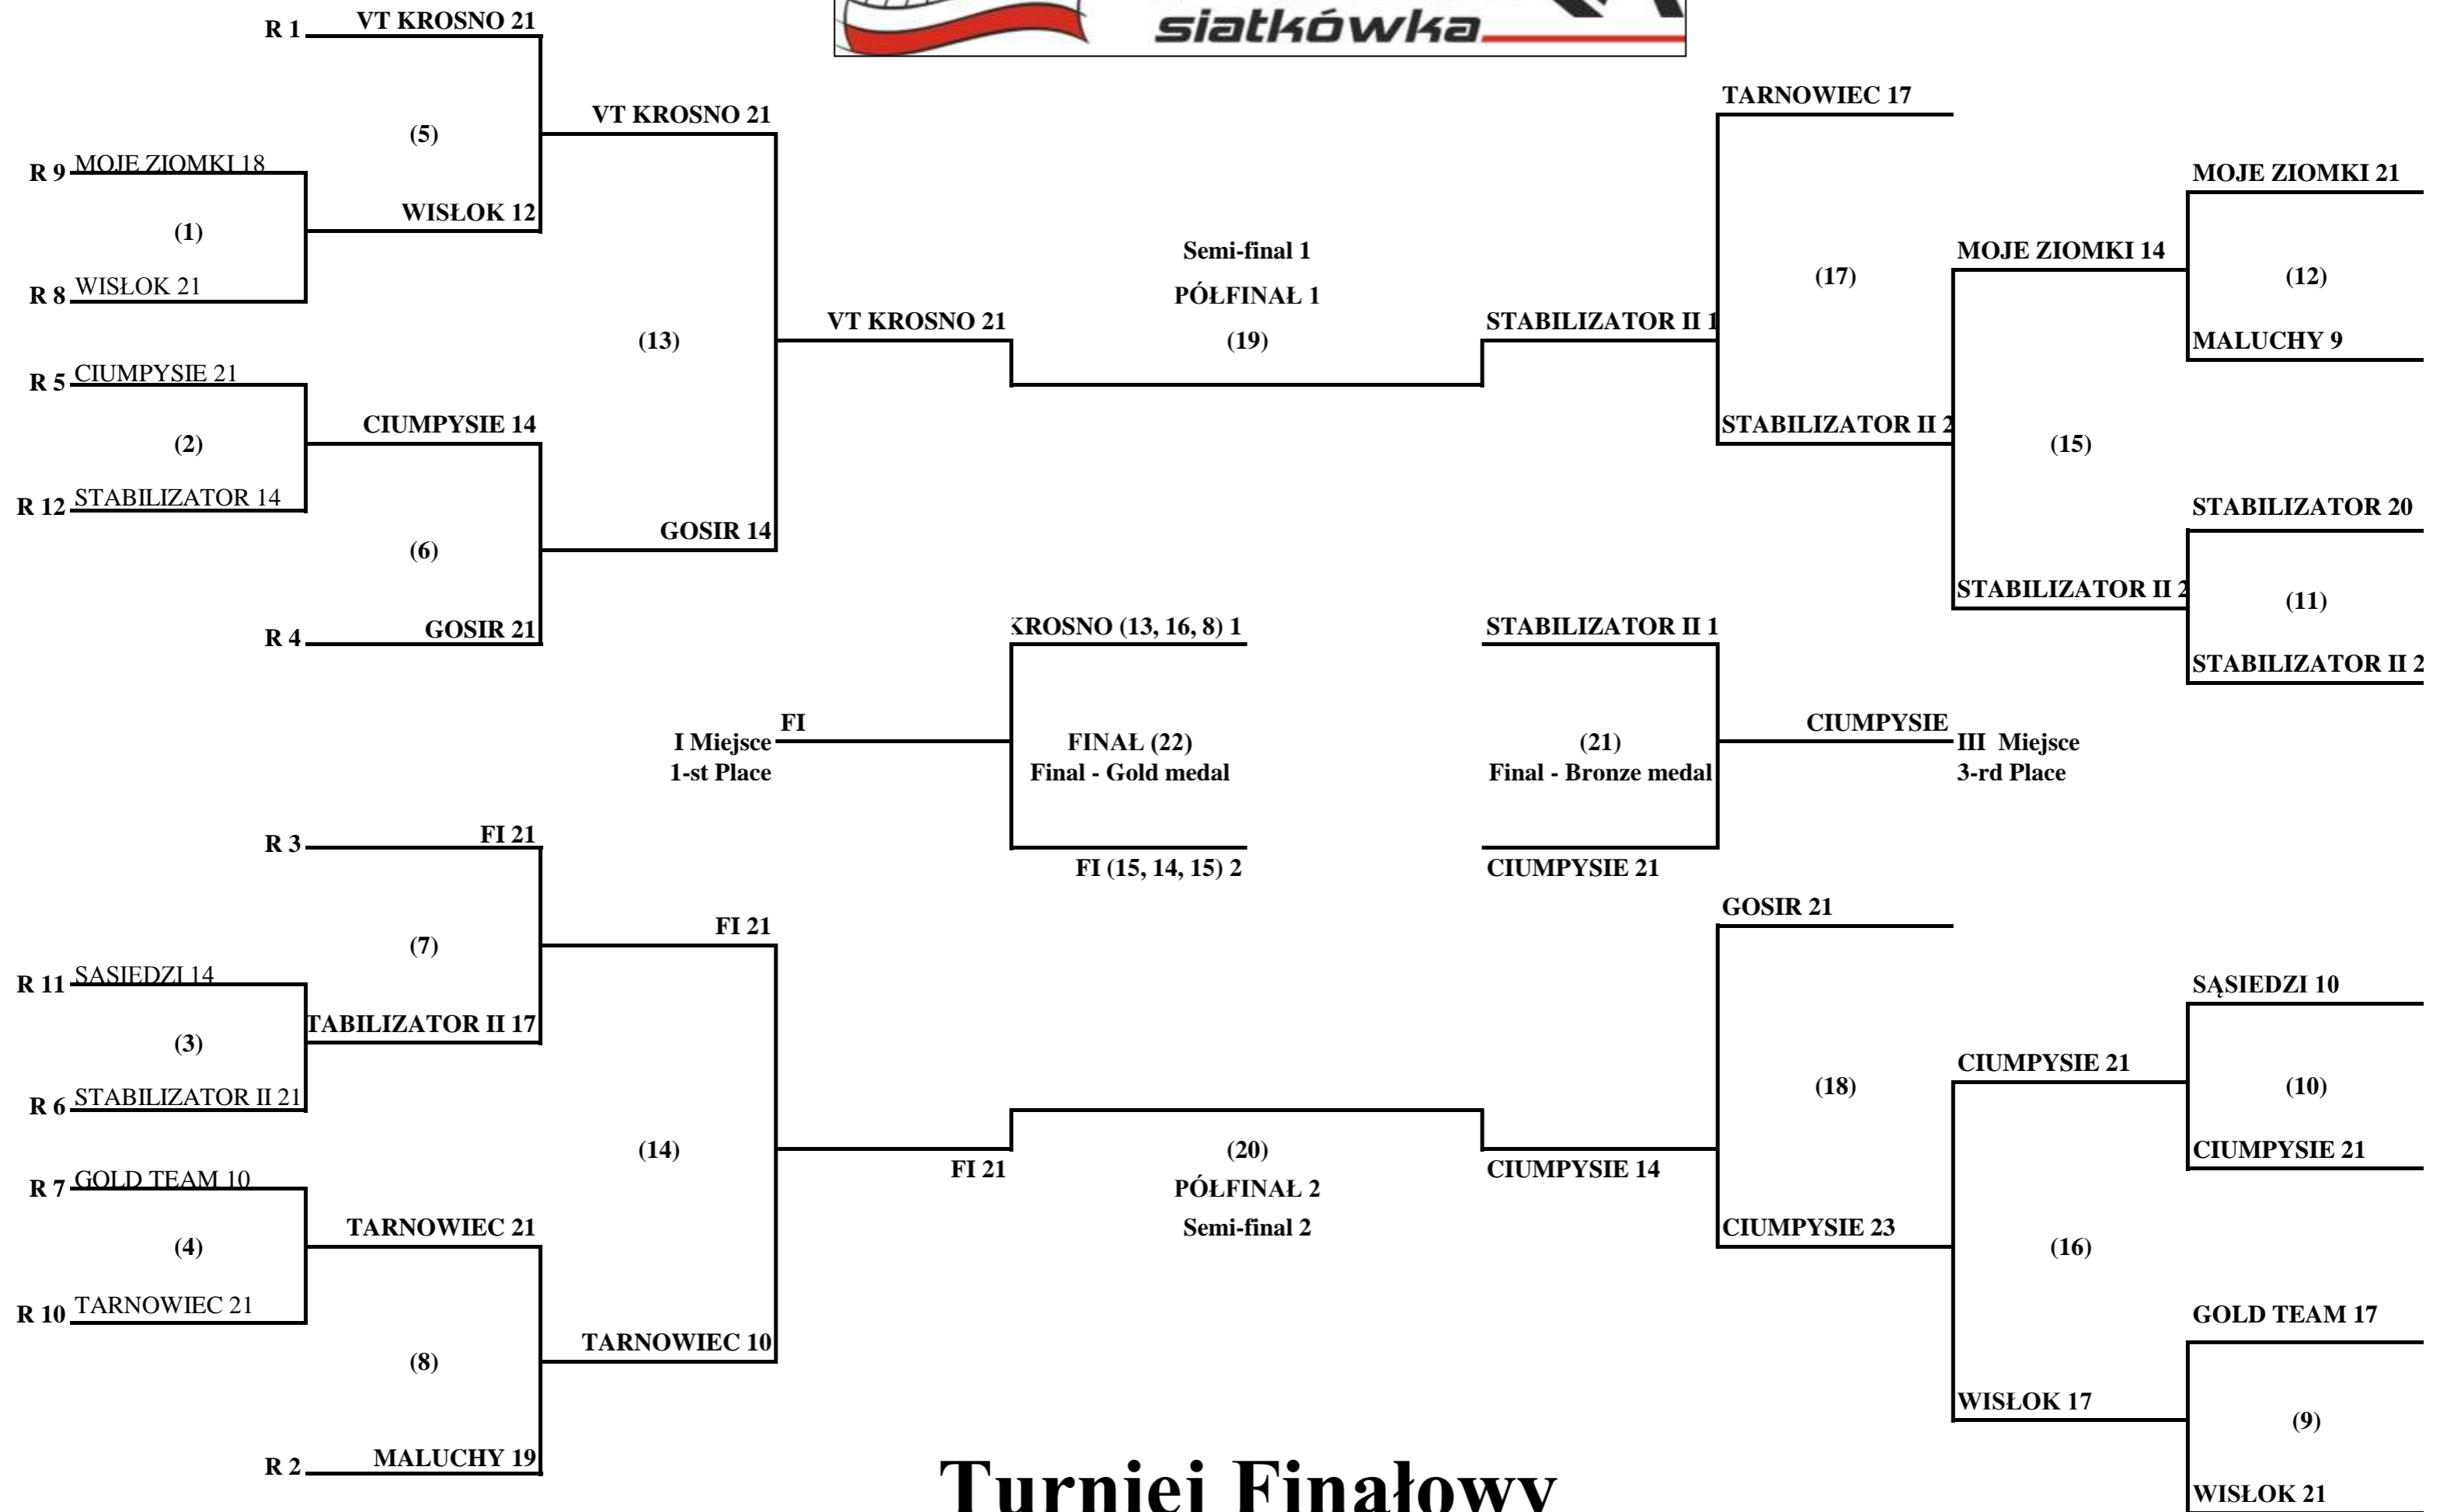 siatkówka
R 1
VT KROSNO 21
TARNOWIEC 17
(5)
VT KROSNO 21
R 9
MOJE ZIOMKI 18
MOJE ZIOMKI 21
(1)
WISŁOK 12
Semi-final 1
MOJE ZIOMKI 14
(17)
(12)
R 8
WISŁOK 21
PÓŁFINAŁ 1
(13)
VT KROSNO 21
(19)
STABILIZATOR II 1
MALUCHY 9
R 5
CIUMPYSIE 21
CIUMPYSIE 14
STABILIZATOR II 2
(2)
(15)
R 12
STABILIZATOR 14
STABILIZATOR 20
GOSIR 14
(6)
STABILIZATOR II 2
(11)
R 4
GOSIR 21
KROSNO (13, 16, 8) 1
STABILIZATOR II 1
STABILIZATOR II 2
I Miejsce
FI
FINAŁ (22)
(21)
CIUMPYSIE
III Miejsce
1-st Place
Final - Gold medal
Final - Bronze medal
3-rd Place
R 3
FI 21
FI (15, 14, 15) 2
CIUMPYSIE 21
GOSIR 21
(7)
FI 21
R 11
SĄSIEDZI 14
SĄSIEDZI 10
(3)
TABILIZATOR II 17
CIUMPYSIE 21
(18)
(10)
R 6
STABILIZATOR II 21
(14)
(20)
CIUMPYSIE 21
FI 21
CIUMPYSIE 14
R 7
GOLD TEAM 10
PÓŁFINAŁ 2
TARNOWIEC 21
Semi-final 2
CIUMPYSIE 23
(4)
(16)
R 10
TARNOWIEC 21
GOLD TEAM 17
TARNOWIEC 10
(8)
WISŁOK 17
(9)
R 2
MALUCHY 19
Turniej Finałowy
WISŁOK 21